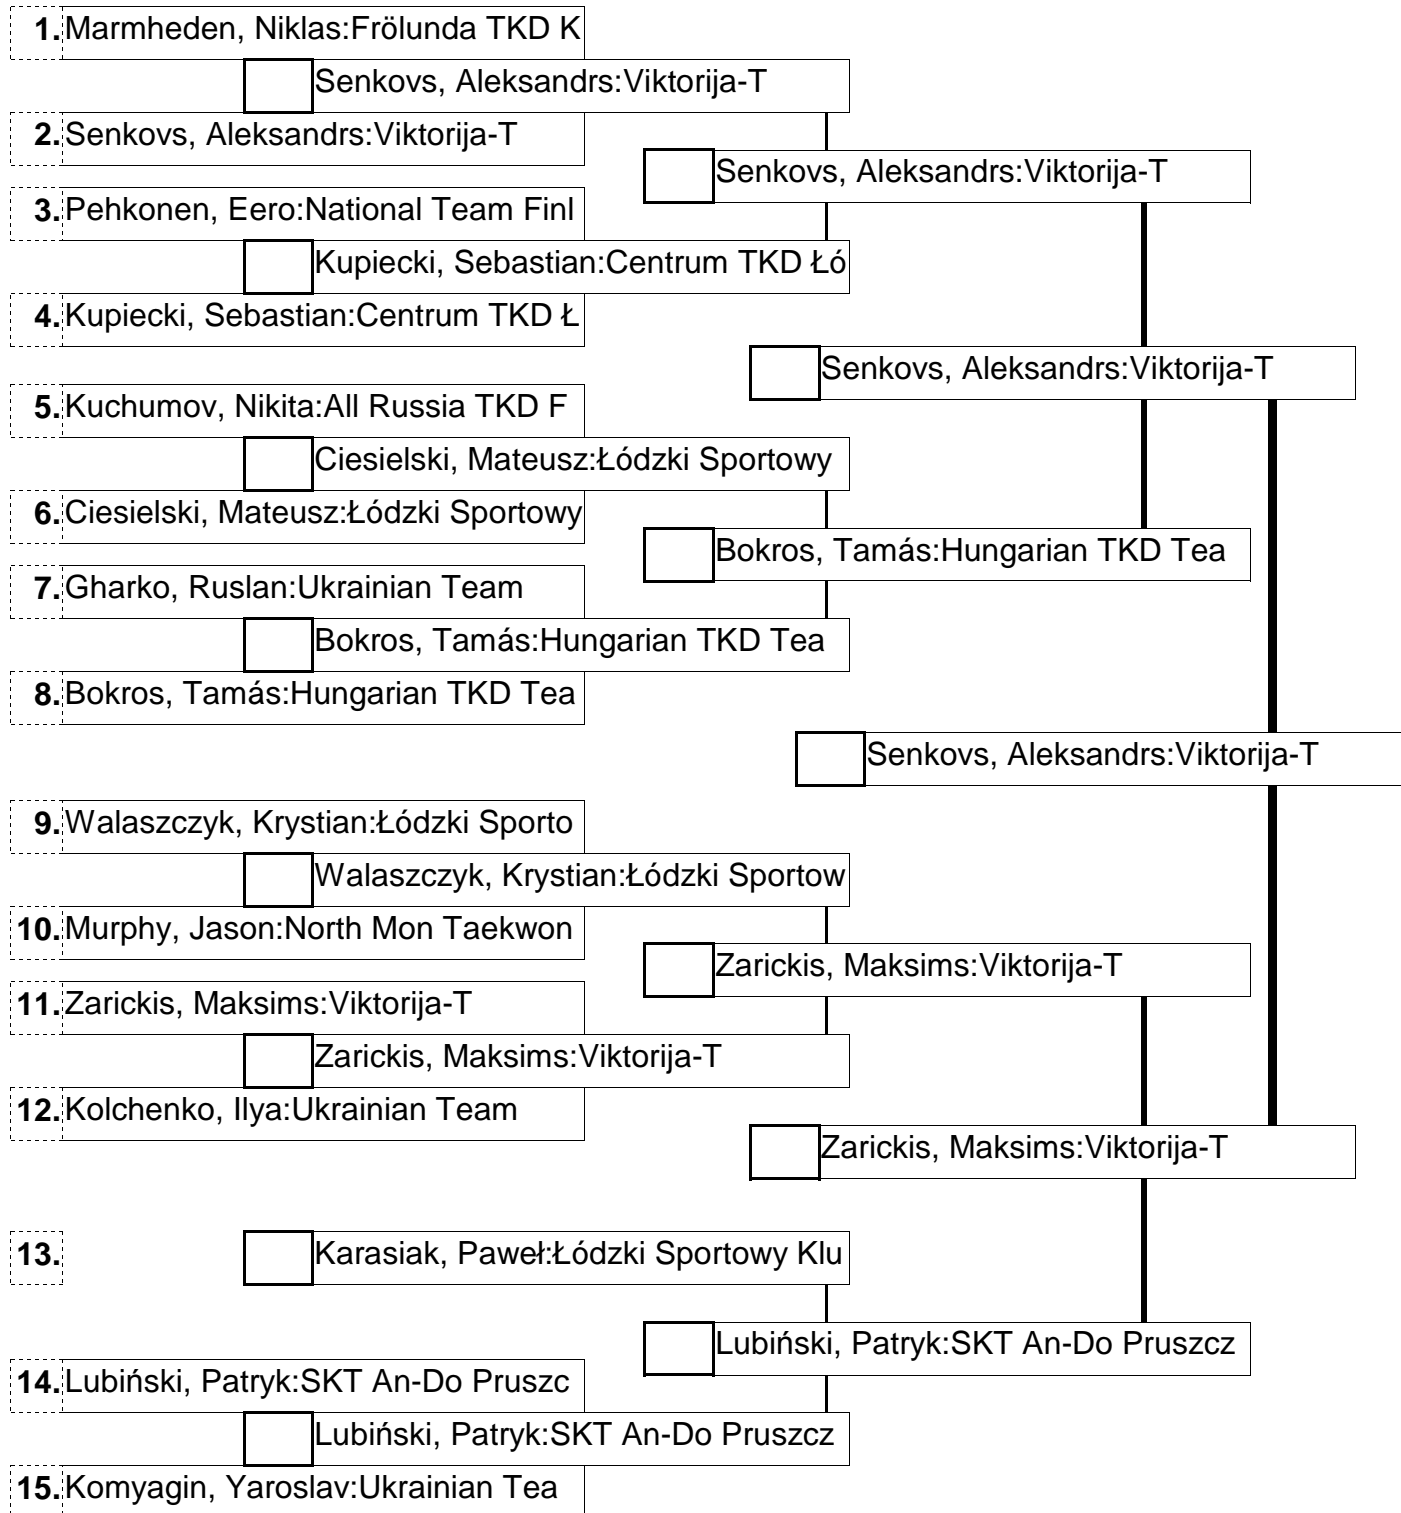 1. Marmheden, Niklas:Frölunda TKD K
Senkovs, Aleksandrs:Viktorija-T
2. Senkovs, Aleksandrs:Viktorija-T
Senkovs, Aleksandrs:Viktorija-T
3. Pehkonen, Eero:National Team Finl
Kupiecki, Sebastian:Centrum TKD Łó
4. Kupiecki, Sebastian:Centrum TKD Ł
Senkovs, Aleksandrs:Viktorija-T
5. Kuchumov, Nikita:All Russia TKD F
Ciesielski, Mateusz:Łódzki Sportowy
6. Ciesielski, Mateusz:Łódzki Sportowy
Bokros, Tamás:Hungarian TKD Tea
7. Gharko, Ruslan:Ukrainian Team
Bokros, Tamás:Hungarian TKD Tea
8. Bokros, Tamás:Hungarian TKD Tea
Senkovs, Aleksandrs:Viktorija-T
9. Walaszczyk, Krystian:Łódzki Sporto
Walaszczyk, Krystian:Łódzki Sportow
10. Murphy, Jason:North Mon Taekwon
Zarickis, Maksims:Viktorija-T
11. Zarickis, Maksims:Viktorija-T
Zarickis, Maksims:Viktorija-T
12. Kolchenko, Ilya:Ukrainian Team
Zarickis, Maksims:Viktorija-T
13. Karasiak, Paweł:Łódzki Sportowy Klu
Lubiński, Patryk:SKT An-Do Pruszcz
14. Lubiński, Patryk:SKT An-Do Pruszc
Lubiński, Patryk:SKT An-Do Pruszcz
15. Komyagin, Yaroslav:Ukrainian Tea